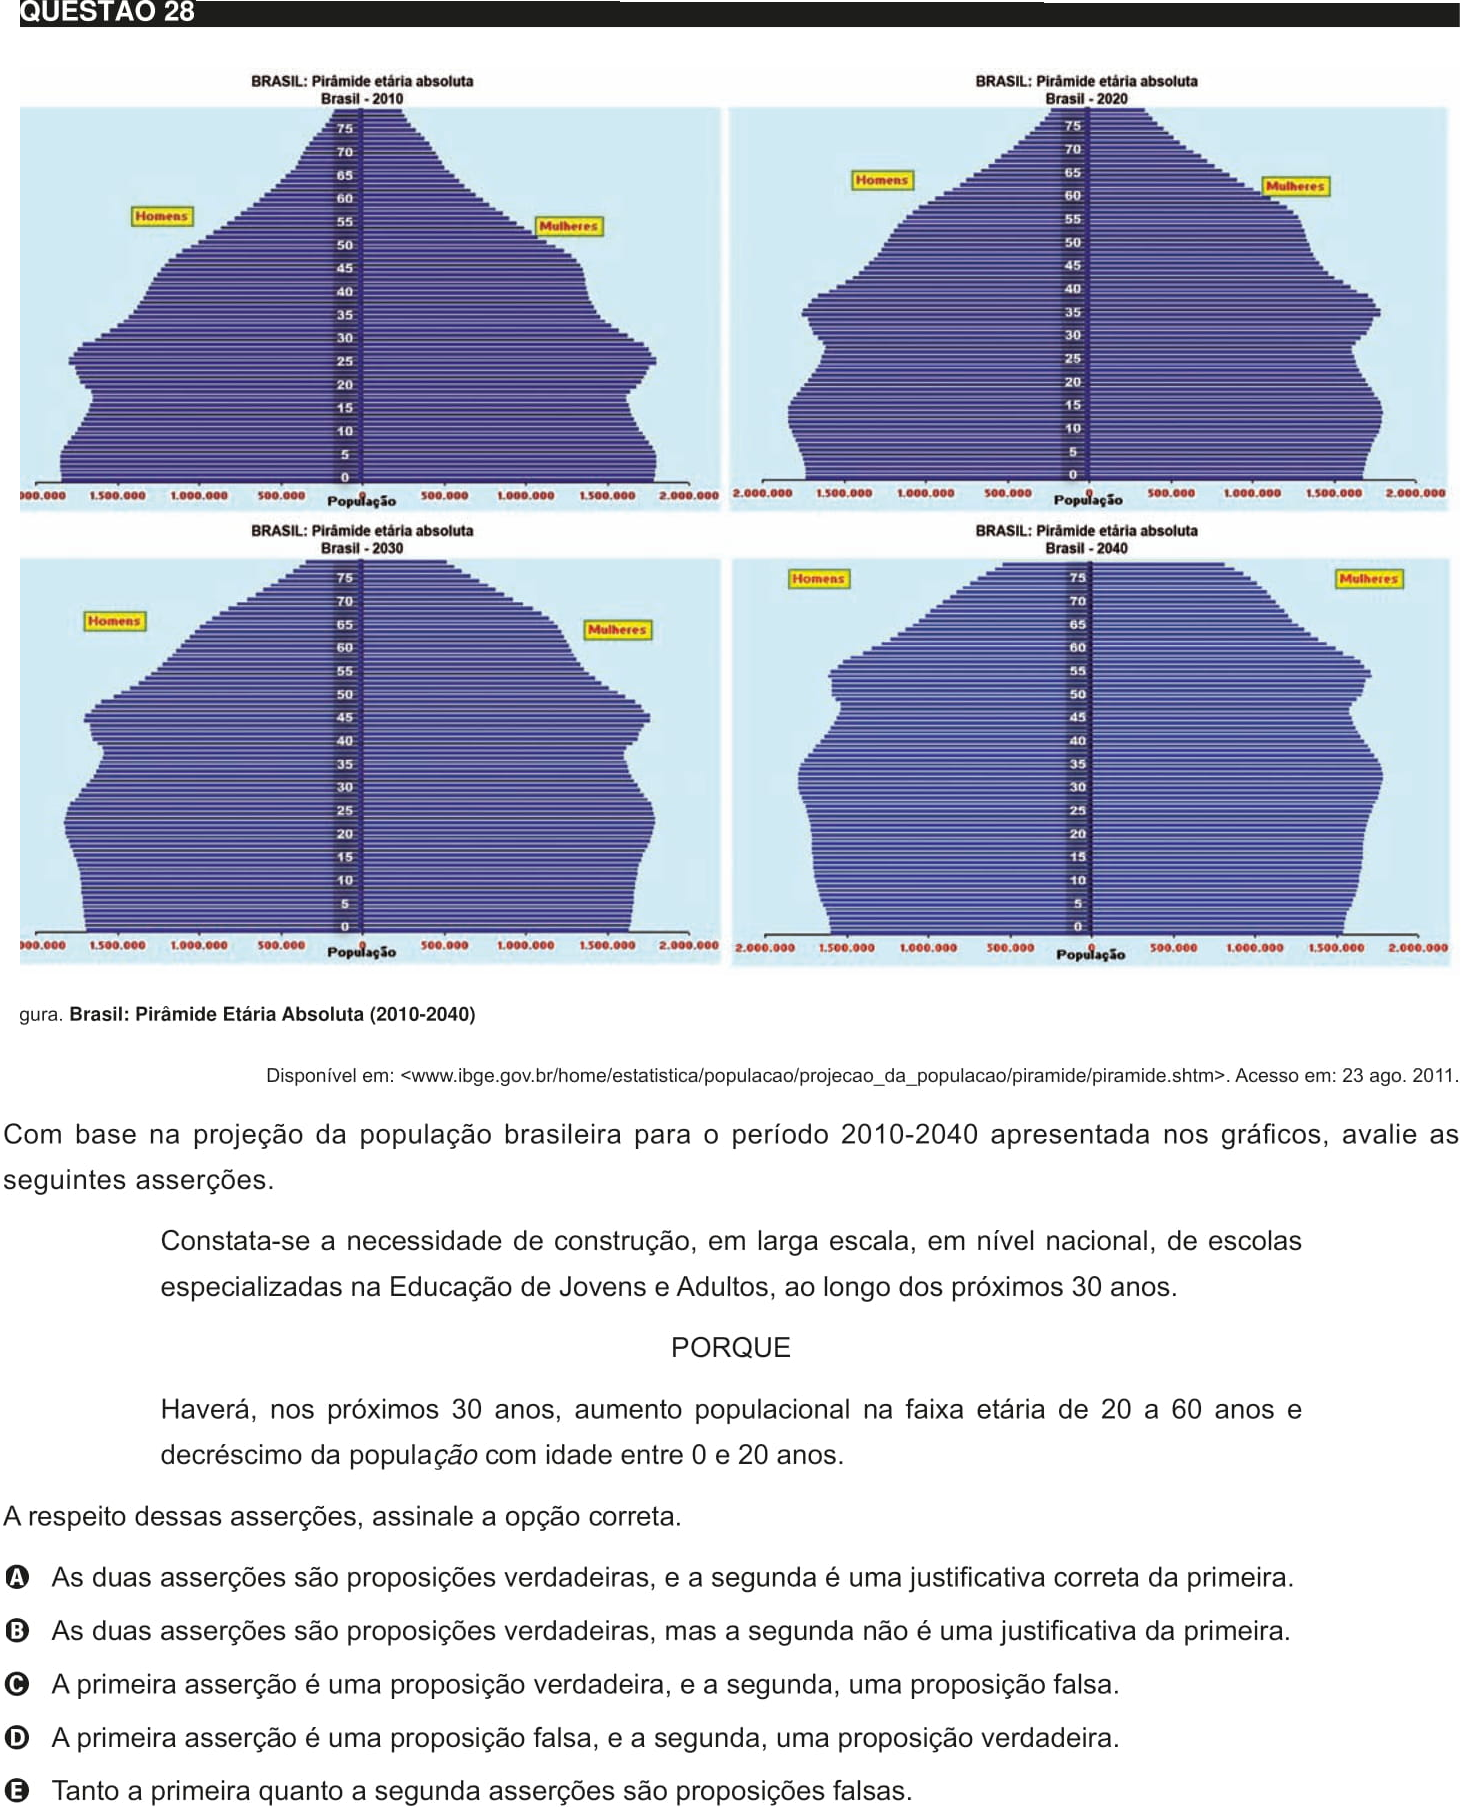 QUESTÃO 28
BRASIL: Pirâmide etária absoluta
Brasil - 2010
75
70
65
60
55
50
45
40
35
30
25
20
15
10
5
0
Homens
Mulheres
000.000 1.500.000 1.000.000 500.000 0 500.000 1.000.000 1.500.000 2.000.000
População
BRASIL: Pirâmide etária absoluta
Brasil - 2020
75
70
65
60
55
50
45
40
35
30
25
20
15
10
5
0
Homens
Mulheres
2.000.000 1.500.000 1.000.000 500.000 0 500.000 1.000.000 1.500.000 2.000.000
População
BRASIL: Pirâmide etária absoluta
Brasil - 2030
75
70
65
60
55
50
45
40
35
30
25
20
15
10
5
0
Homens
Mulheres
000.000 1.500.000 1.000.000 500.000 0 500.000 1.000.000 1.500.000 2.000.000
População
BRASIL: Pirâmide etária absoluta
Brasil - 2040
75
70
65
60
55
50
45
40
35
30
25
20
15
10
5
0
Homens
Mulheres
2.000.000 1.500.000 1.000.000 500.000 0 500.000 1.000.000 1.500.000 2.000.000
População
gura. Brasil: Pirâmide Etária Absoluta (2010-2040)
Disponível em: <www.ibge.gov.br/home/estatistica/populacao/projecao_da_populacao/piramide/piramide.shtm>. Acesso em: 23 ago. 2011.
Com base na projeção da população brasileira para o período 2010-2040 apresentada nos gráficos, avalie as
seguintes asserções.
Constata-se a necessidade de construção, em larga escala, em nível nacional, de escolas
especializadas na Educação de Jovens e Adultos, ao longo dos próximos 30 anos.
PORQUE
Haverá, nos próximos 30 anos, aumento populacional na faixa etária de 20 a 60 anos e
decréscimo da população com idade entre 0 e 20 anos.
A respeito dessas asserções, assinale a opção correta.
A As duas asserções são proposições verdadeiras, e a segunda é uma justificativa correta da primeira.
B As duas asserções são proposições verdadeiras, mas a segunda não é uma justificativa da primeira.
C A primeira asserção é uma proposição verdadeira, e a segunda, uma proposição falsa.
D A primeira asserção é uma proposição falsa, e a segunda, uma proposição verdadeira.
E Tanto a primeira quanto a segunda asserções são proposições falsas.